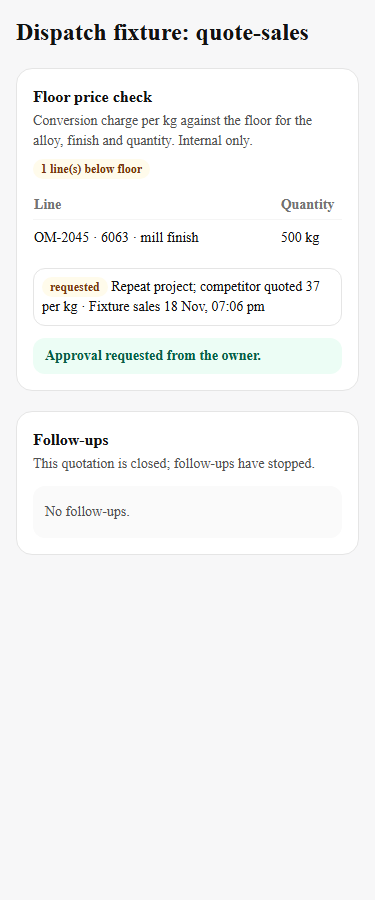 Dispatch fixture: quote-sales
Floor price check
Conversion charge per kg against the floor for the
alloy, finish and quantity. Internal only.
1 line(s) below floor
Line Quantity
OM-2045 · 6063 · mill finish 500 kg
requested Repeat project; competitor quoted 37
per kg · Fixture sales 18 Nov, 07:06 pm
Approval requested from the owner.
Follow-ups
This quotation is closed; follow-ups have stopped.
No follow-ups.